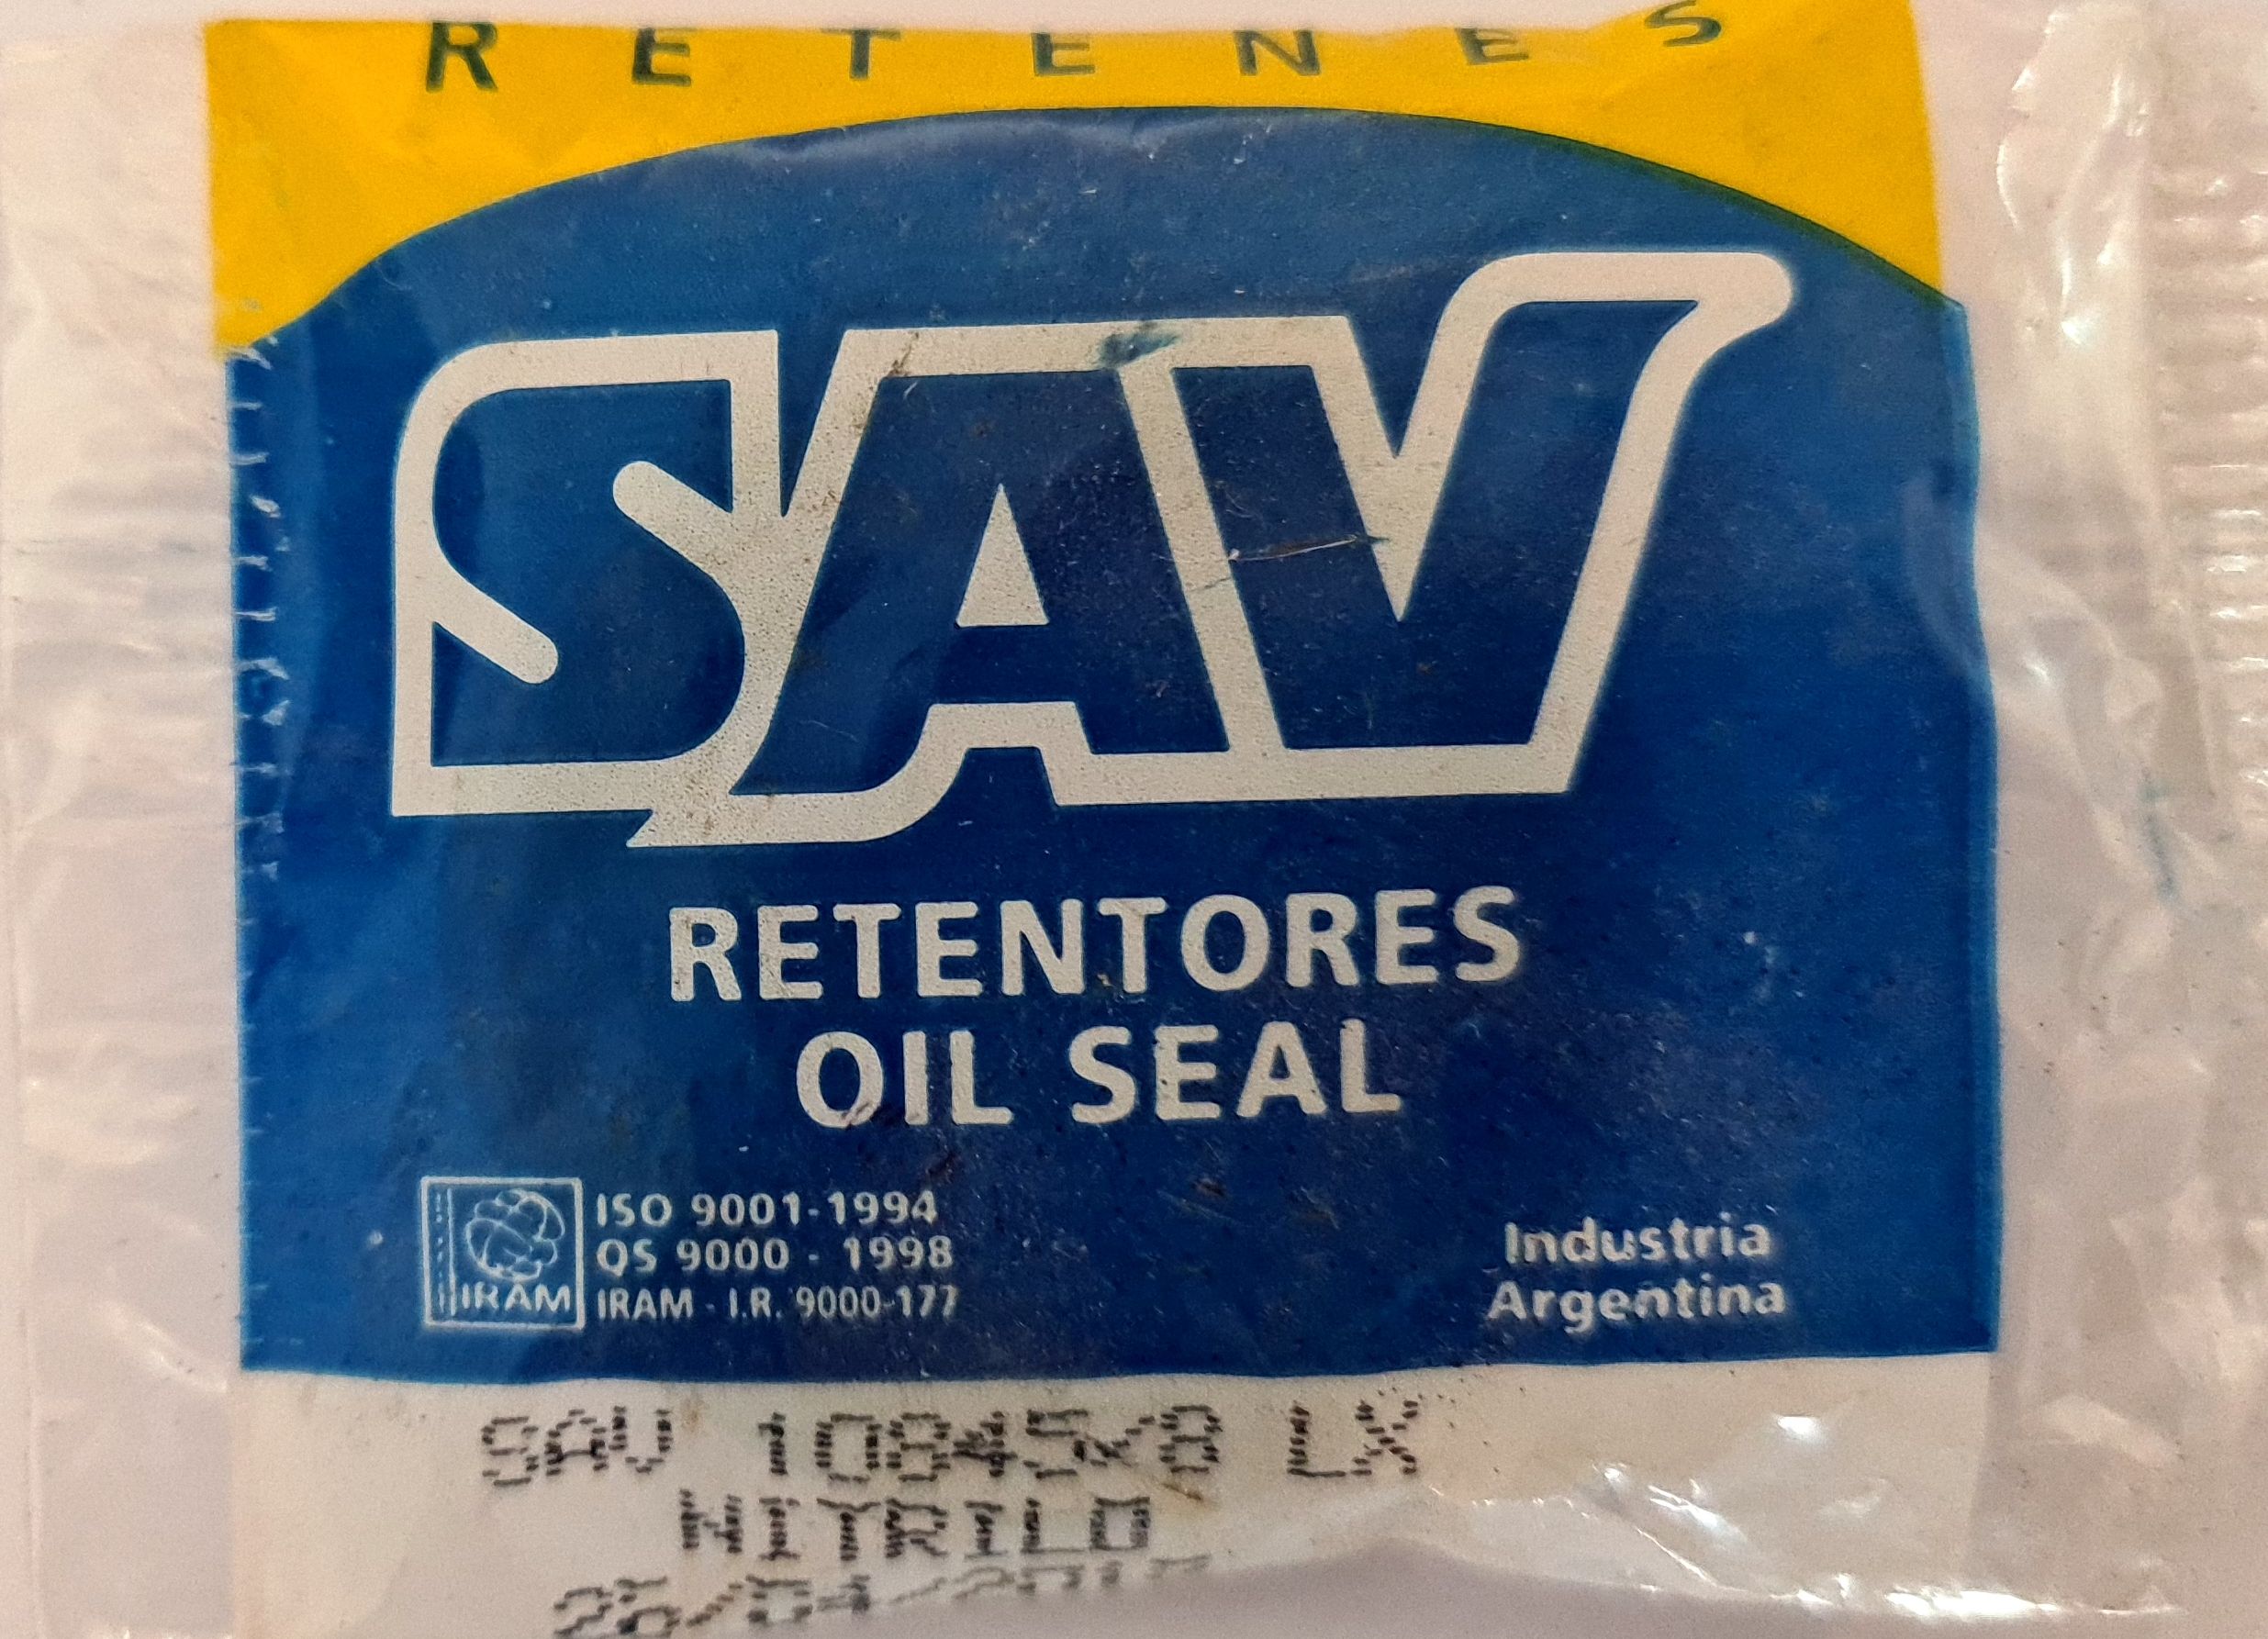 RETENES
SAV
RETENTORES
OIL SEAL
ISO 9001-1994
QS 9000 - 1998
IRAM - I.R. 9000-177
IRAM
Industria
Argentina
SAV 10845X8 LX
NITRILO